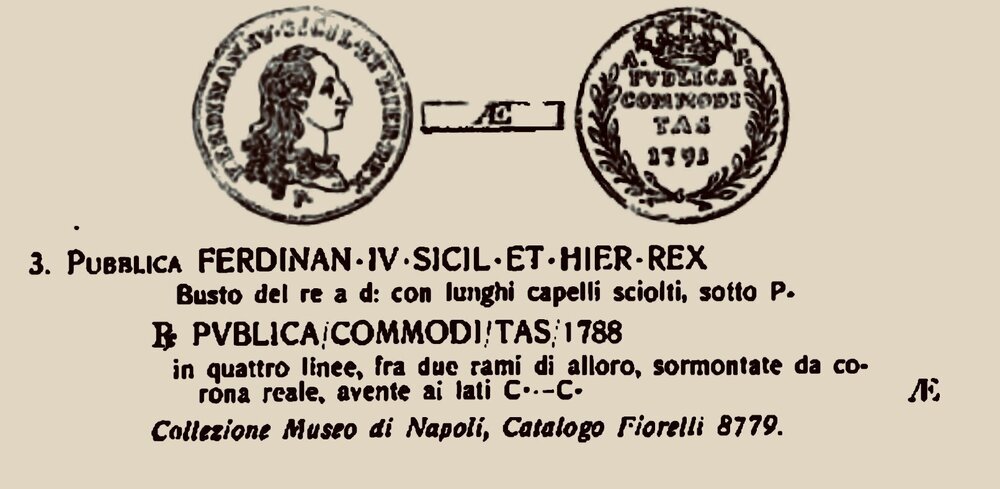 FERDINAN·IV·SICIL·ET HIER·REX
P.
Æ
A. P.
PVBLICA
COMMODI
TAS
1791
3. PUBBLICA FERDINAN·IV·SICIL·ET·HIER·REX
Busto del re a d: con lunghi capelli sciolti, sotto P.
℞ PVBLICA/COMMODI/TAS/1788
in quattro linee, fra due rami di alloro, sormontate da co-
rona reale, avente ai lati C·-C· Æ
Collezione Museo di Napoli, Catalogo Fiorelli 8779.